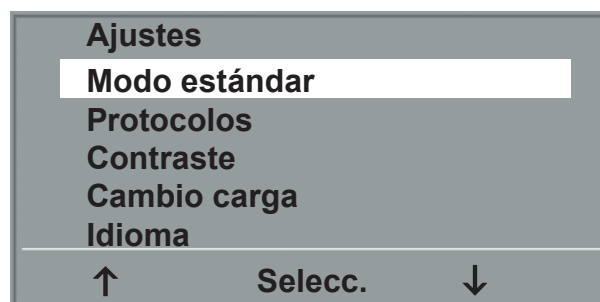 Ajustes
Modo estándar
Protocolos
Contraste
Cambio carga
Idioma
↑ Selecc. ↓